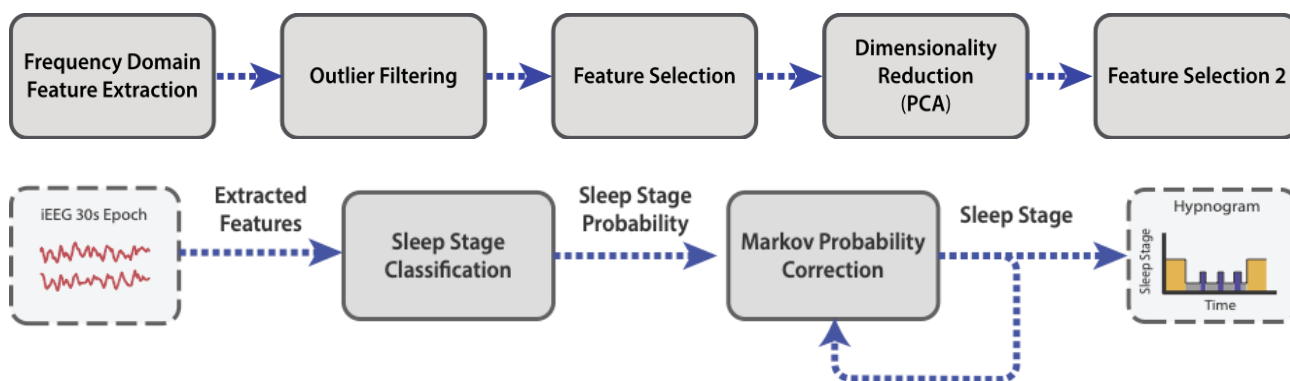 Frequency Domain
Feature Extraction
Outlier Filtering
Feature Selection
Dimensionality
Reduction
(PCA)
Feature Selection 2
iEEG 30s Epoch
Extracted
Features
Sleep Stage
Classification
Sleep Stage
Probability
Markov Probability
Correction
Sleep Stage
Hypnogram
Sleep Stage
Time